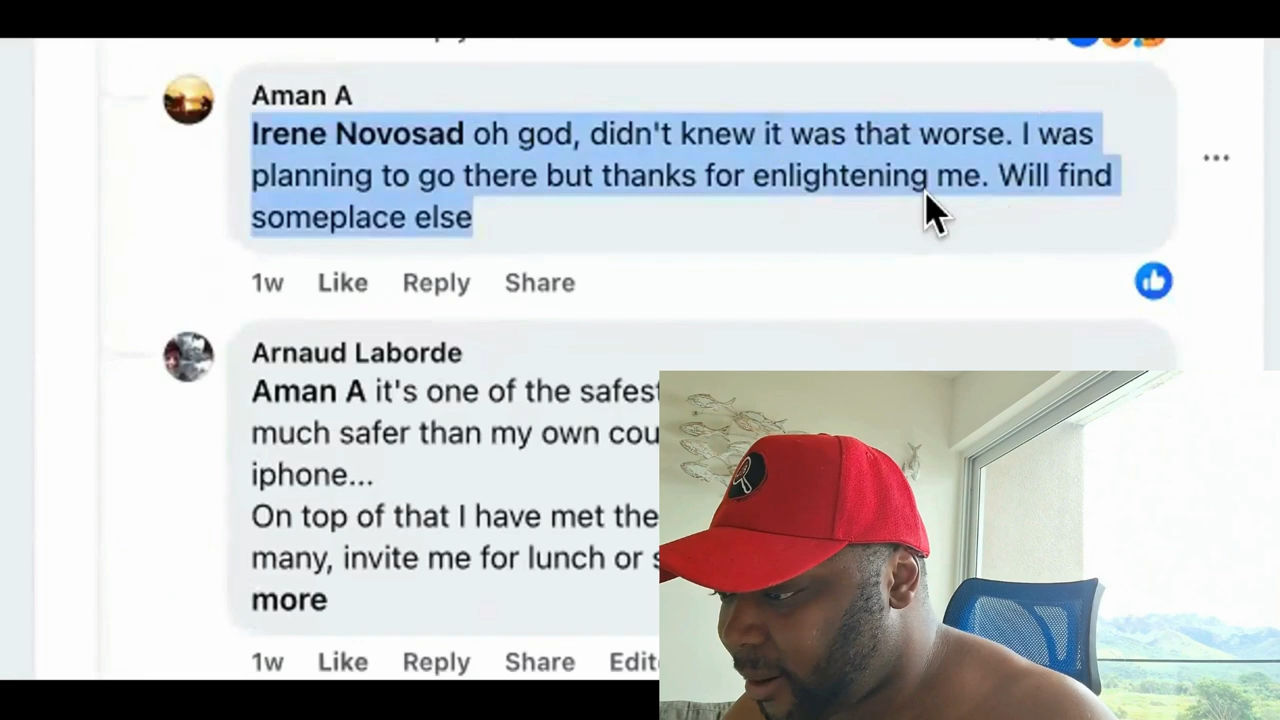 Aman A
Irene Novosad oh god, didn't knew it was that worse. I was
planning to go there but thanks for enlightening me. Will find
someplace else
1w Like Reply Share
Arnaud Laborde
Aman A it's one of the safest
much safer than my own cou
iphone...
On top of that I have met the
many, invite me for lunch or s
more
1w Like Reply Share Edit